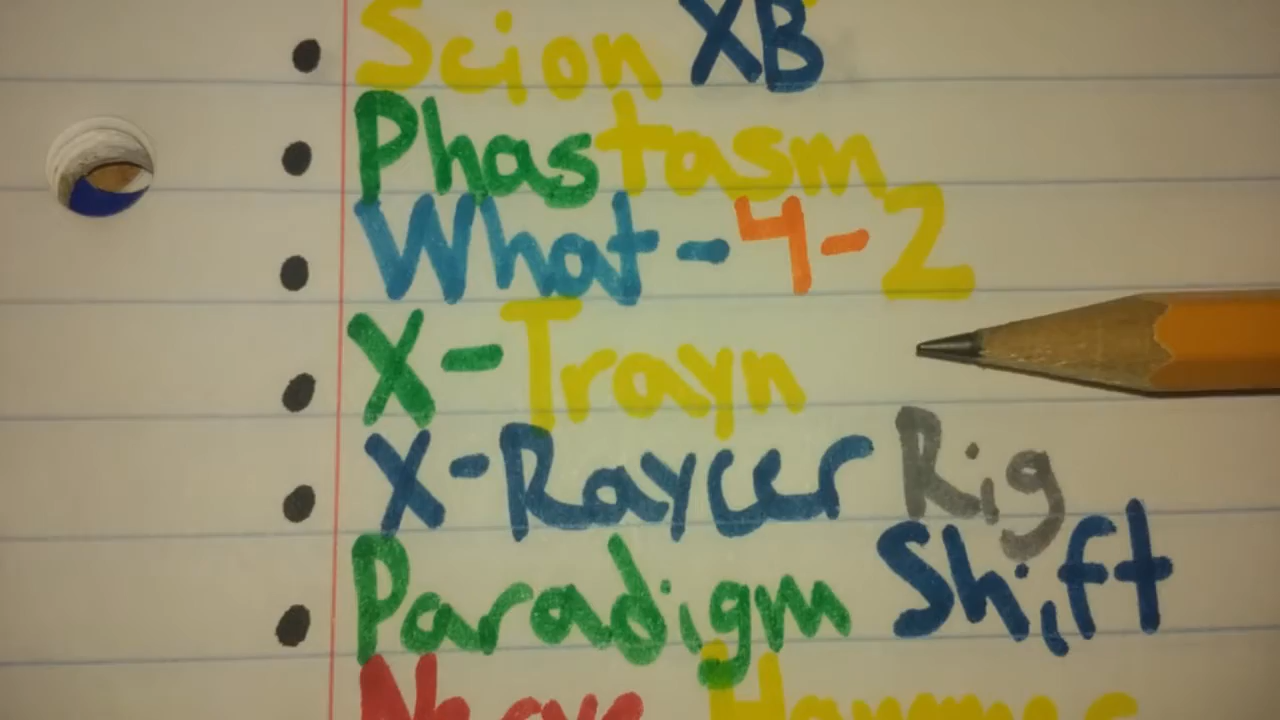 Scion XB
Phastasm
What-4-2
X-Trayn
X-Raycer Rig
Paradigm Shift